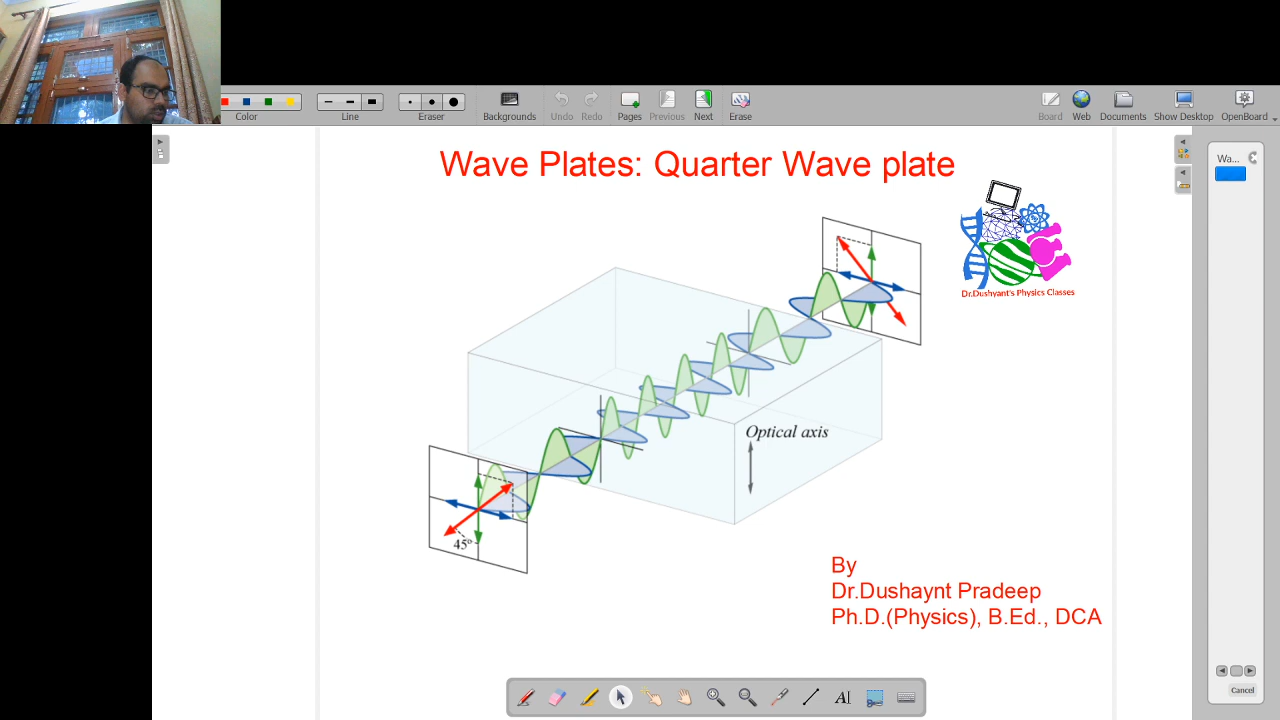 Color
Line
Eraser
Backgrounds
Undo
Redo
Pages
Previous
Next
Erase
Board
Web
Documents
Show Desktop
OpenBoard
Wa...
Wave Plates: Quarter Wave plate
Dr.Dushyant's Physics Classes
Optical axis
45°
By
Dr.Dushaynt Pradeep
Ph.D.(Physics), B.Ed., DCA
A
Cancel